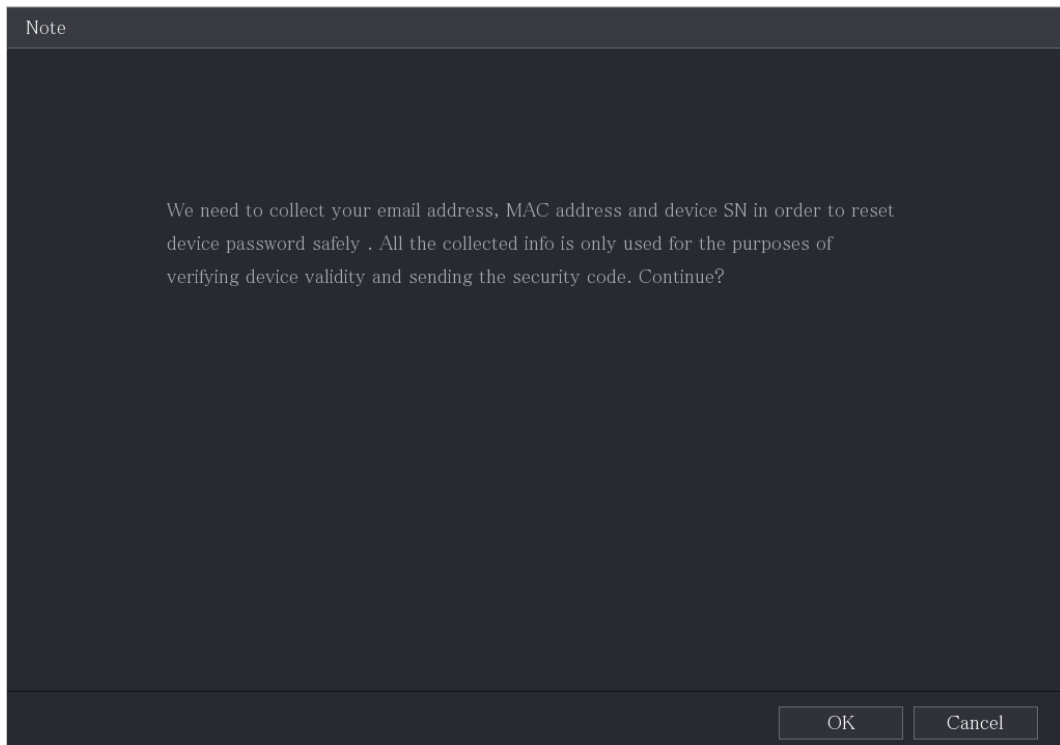 Note
We need to collect your email address, MAC address and device SN in order to reset
device password safely . All the collected info is only used for the purposes of
verifying device validity and sending the security code. Continue?
OK
Cancel